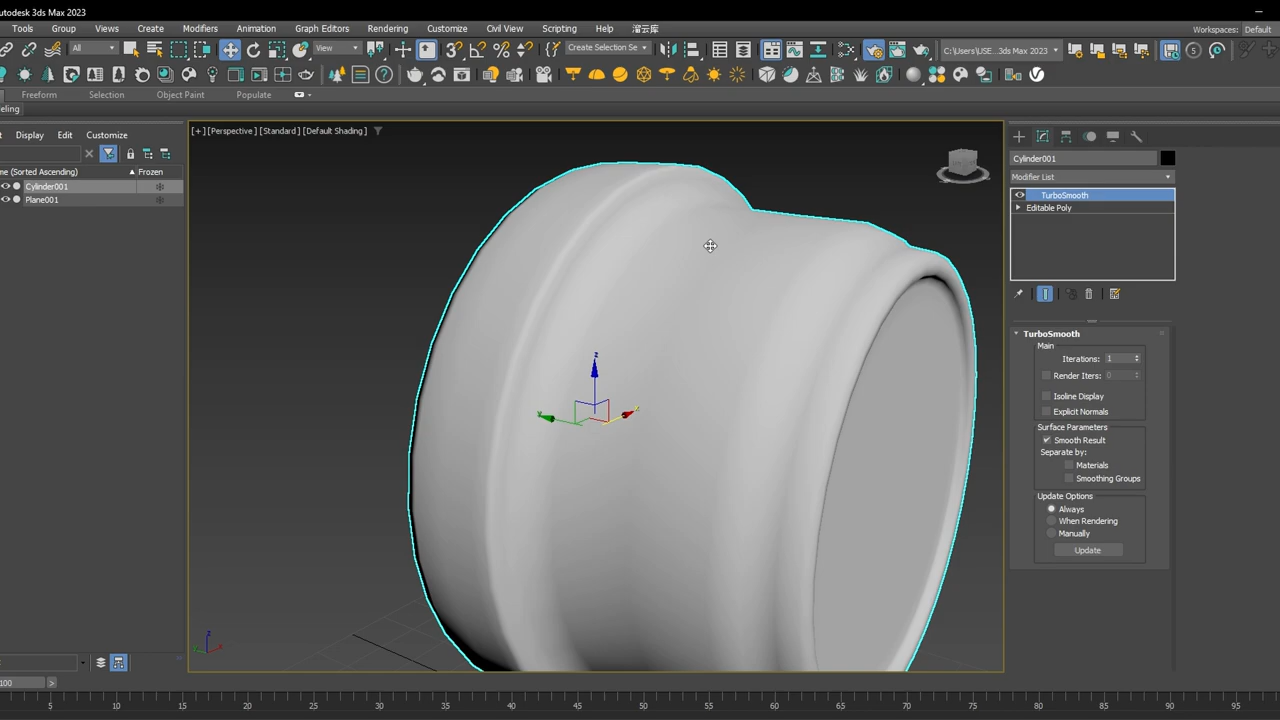 utodesk 3ds Max 2023
Tools Group Views Create Modifiers Animation Graph Editors Rendering Customize Civil View Scripting Help 溜云库 Workspaces: Default
All View Create Selection Se C:\Users\USE...3ds Max 2023
Freeform Selection Object Paint Populate
eling
t Display Edit Customize
me (Sorted Ascending) ▲ Frozen
Cylinder001
Plane001
[+] [Perspective] [Standard] [Default Shading]
Cylinder001
Modifier List
TurboSmooth
Editable Poly
TurboSmooth
Main
Iterations: 1
Render Iters: 0
Isoline Display
Explicit Normals
Surface Parameters
Smooth Result
Separate by:
Materials
Smoothing Groups
Update Options
Always
When Rendering
Manually
Update
z
y
x
z
100 >
5 10 15 20 25 30 35 40 45 50 55 60 65 70 75 80 85 90 95